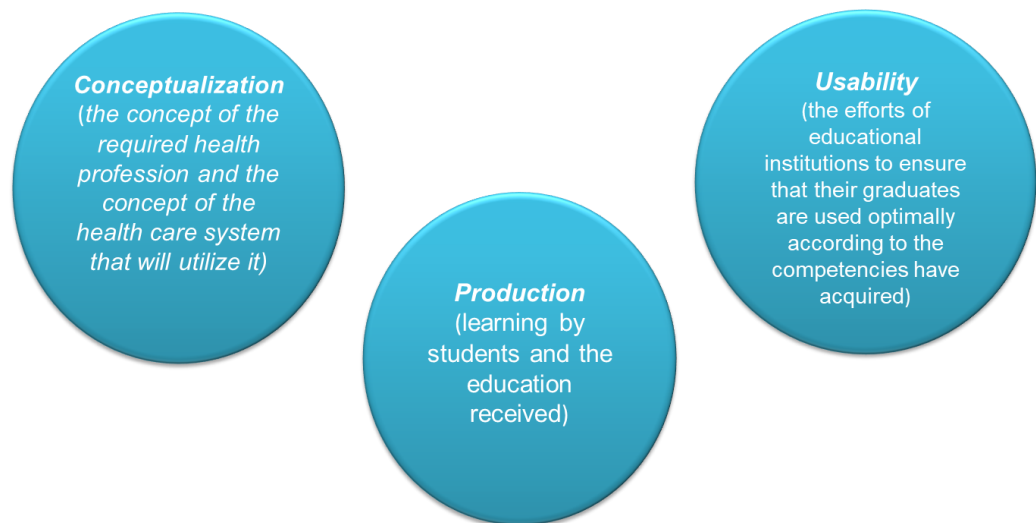 Conceptualization
(the concept of the
required health
profession and the
concept of the
health care system
that will utilize it)
Production
(learning by
students and the
education
received)
Usability
(the efforts of
educational
institutions to ensure
that their graduates
are used optimally
according to the
competencies have
acquired)